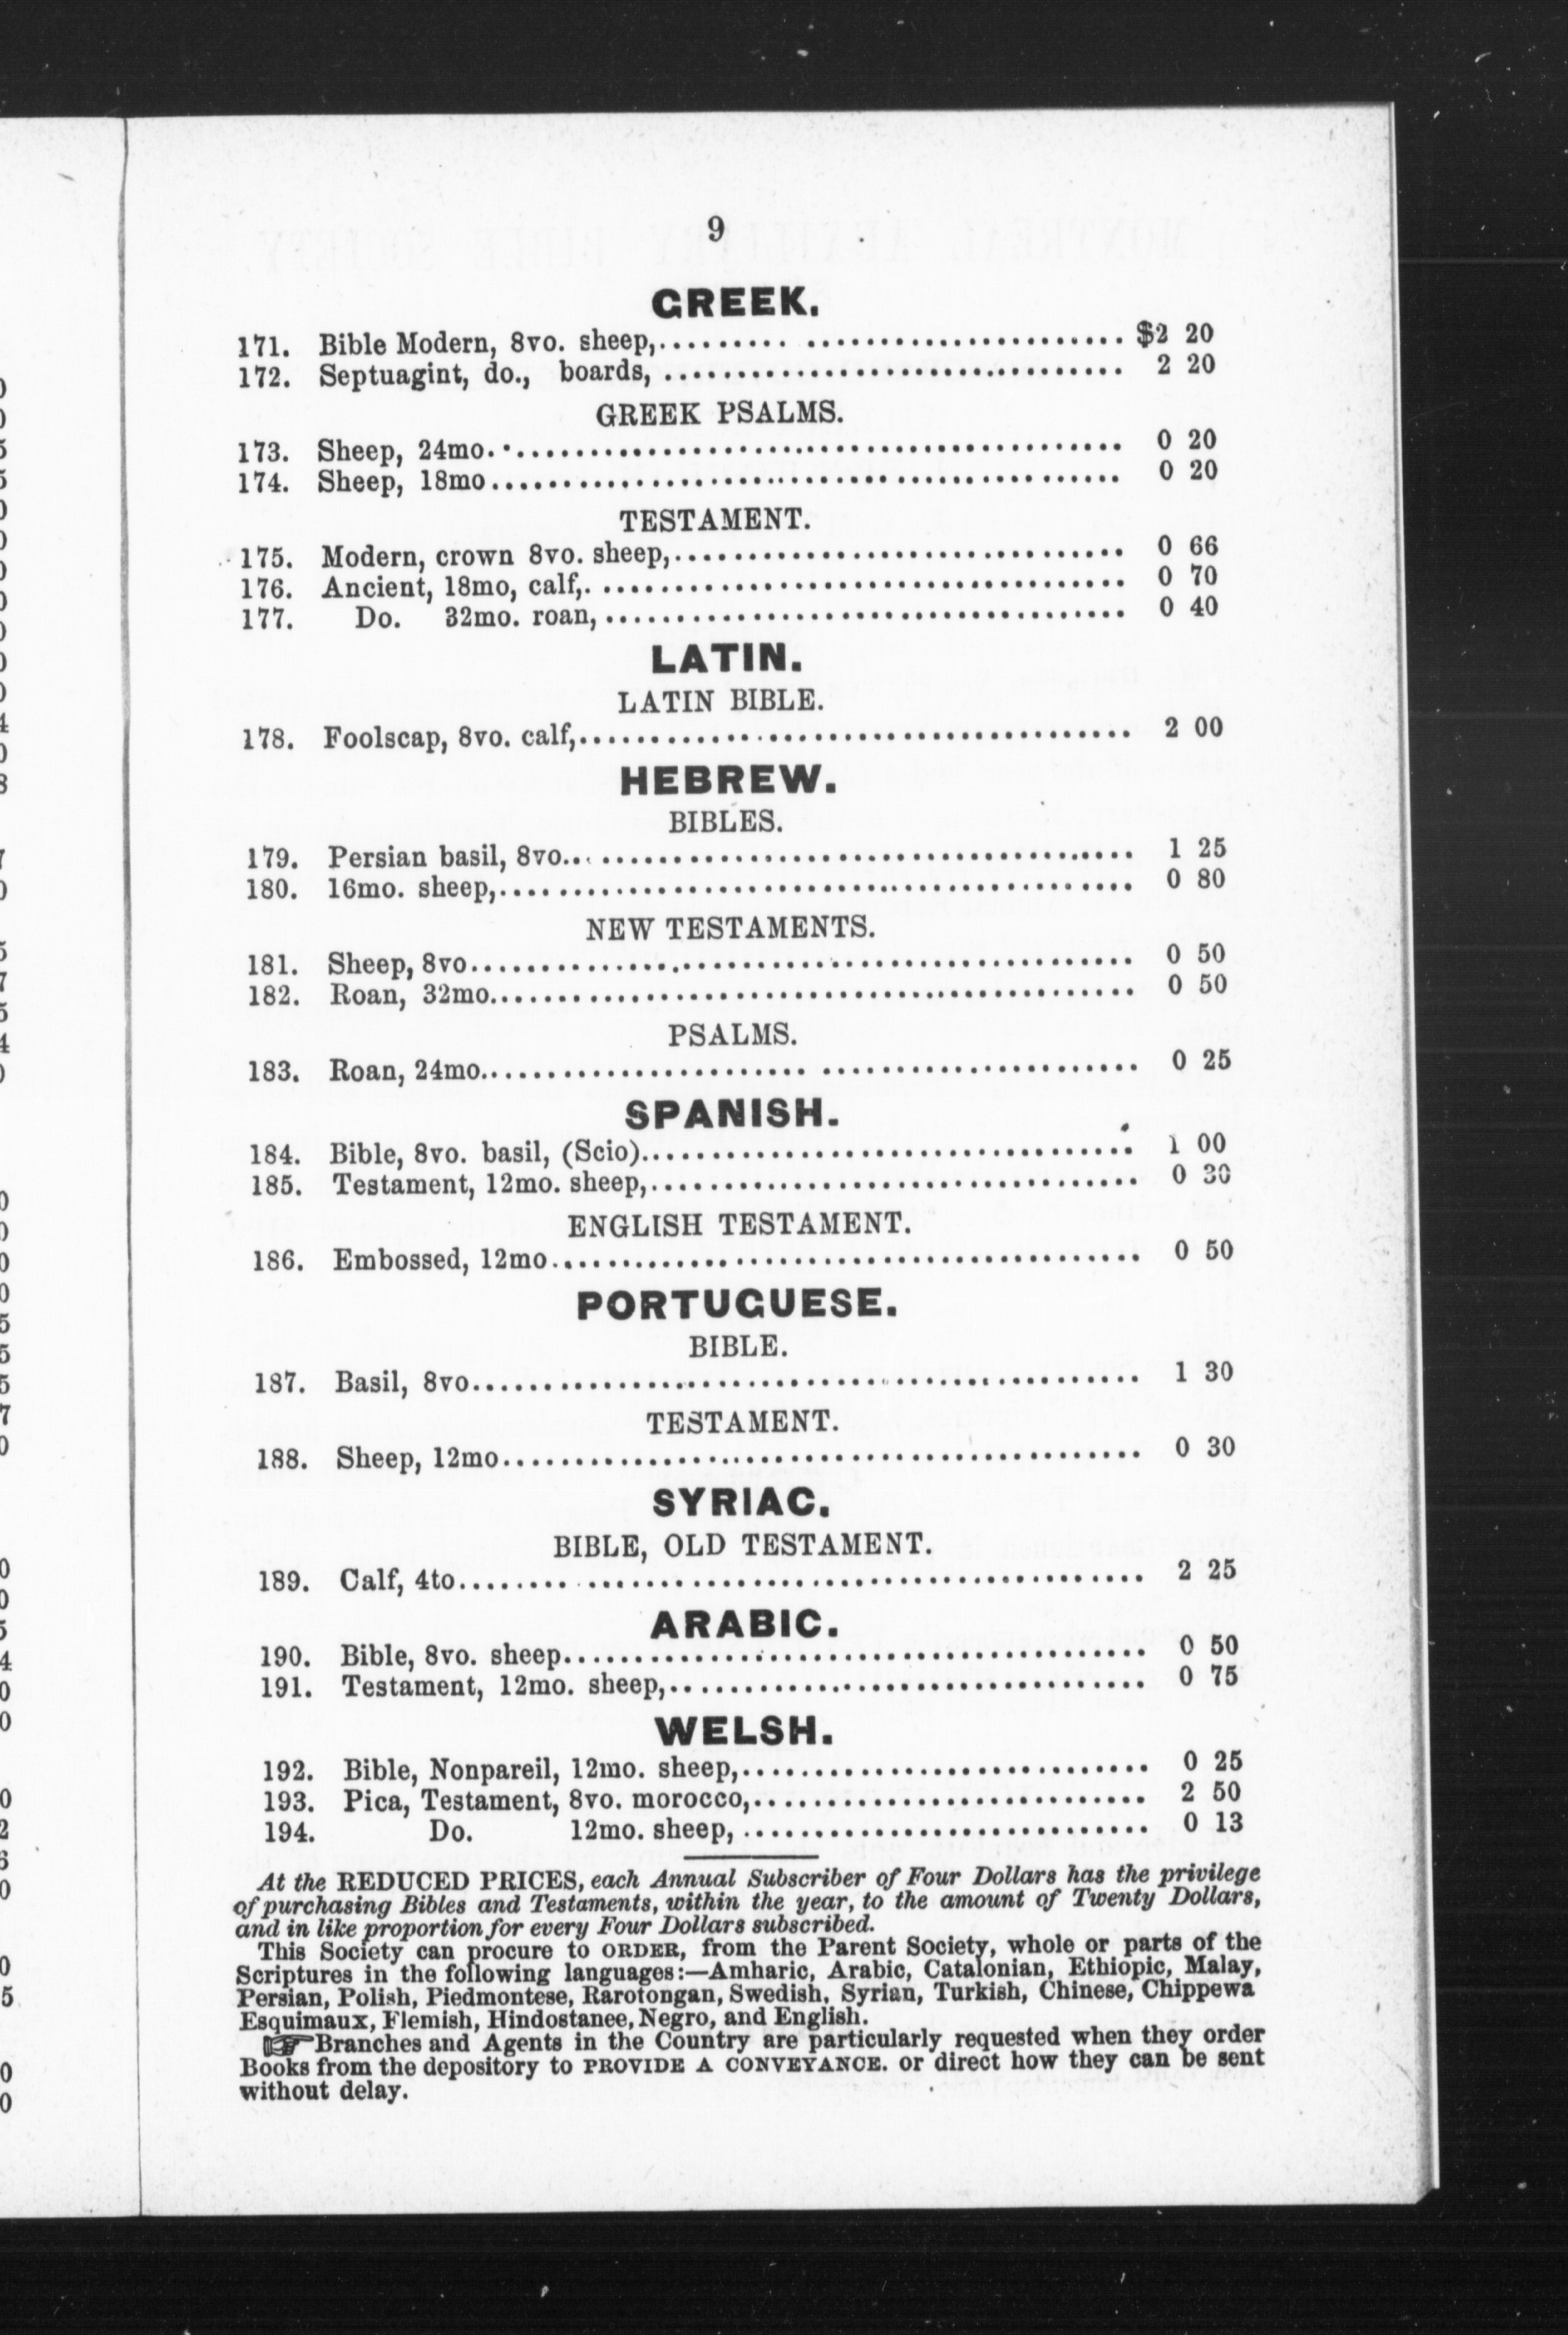 9
GREEK.
171. Bible Modern, 8vo. sheep,......... ...................... $2 20
172. Septuagint, do., boards, ............................... 2 20
GREEK PSALMS.
173. Sheep, 24mo........................................... 0 20
174. Sheep, 18mo........................................... 0 20
TESTAMENT.
175. Modern, crown 8vo. sheep,............................... 0 66
176. Ancient, 18mo, calf,. .................................... 0 70
177. Do. 32mo. roan, .................................... 0 40
LATIN.
LATIN BIBLE.
178. Foolscap, 8vo. calf,...................................... 2 00
HEBREW.
BIBLES.
179. Persian basil, 8vo... ..................................... 1 25
180. 16mo. sheep,............................................ 0 80
NEW TESTAMENTS.
181. Sheep, 8vo.............................................. 0 50
182. Roan, 32mo............................................. 0 50
PSALMS.
183. Roan, 24mo....................... ...................... 0 25
SPANISH.
184. Bible, 8vo. basil, (Scio).................................. 1 00
185. Testament, 12mo. sheep,.................................. 0 30
ENGLISH TESTAMENT.
186. Embossed, 12mo......................................... 0 50
PORTUGUESE.
BIBLE.
187. Basil, 8vo............................................... 1 30
TESTAMENT.
188. Sheep, 12mo............................................ 0 30
SYRIAC.
BIBLE, OLD TESTAMENT.
189. Calf, 4to........ ....................................... 2 25
ARABIC.
190. Bible, 8vo. sheep........................................ 0 50
191. Testament, 12mo. sheep,................................. 0 75
WELSH.
192. Bible, Nonpareil, 12mo. sheep,............................ 0 25
193. Pica, Testament, 8vo. morocco,........................... 2 50
194. Do. 12mo. sheep, ............................ 0 13
At the REDUCED PRICES, each Annual Subscriber of Four Dollars has the privilege
of purchasing Bibles and Testaments, within the year, to the amount of Twenty Dollars,
and in like proportion for every Four Dollars subscribed.
This Society can procure to ORDER, from the Parent Society, whole or parts of the
Scriptures in the following languages:—Amharic, Arabic, Catalonian, Ethiopic, Malay,
Persian, Polish, Piedmontese, Rarotongan, Swedish, Syrian, Turkish, Chinese, Chippewa
Esquimaux, Flemish, Hindostanee, Negro, and English.
☞ Branches and Agents in the Country are particularly requested when they order
Books from the depository to PROVIDE A CONVEYANCE. or direct how they can be sent
without delay.